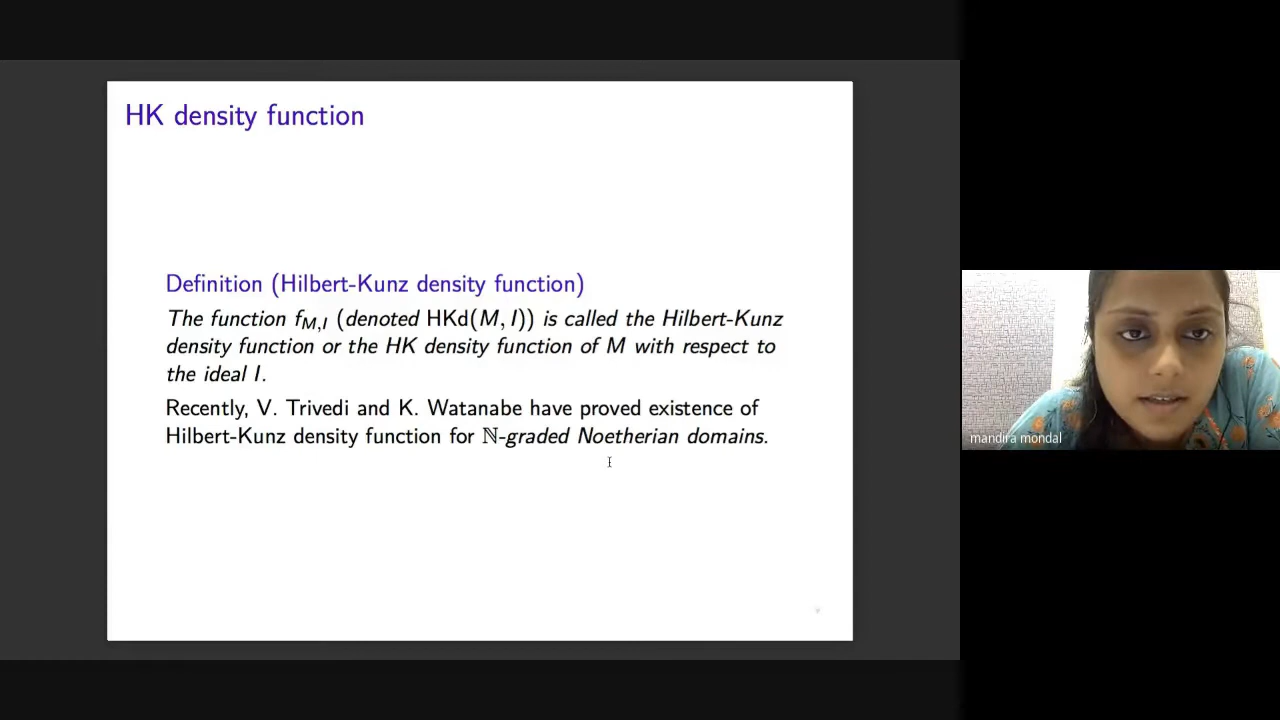 HK density function
Definition (Hilbert-Kunz density function)
The function f_{M,I} (denoted HKd(M, I)) is called the Hilbert-Kunz
density function or the HK density function of M with respect to
the ideal I.
Recently, V. Trivedi and K. Watanabe have proved existence of
Hilbert-Kunz density function for ℕ-graded Noetherian domains.
mandira mondal